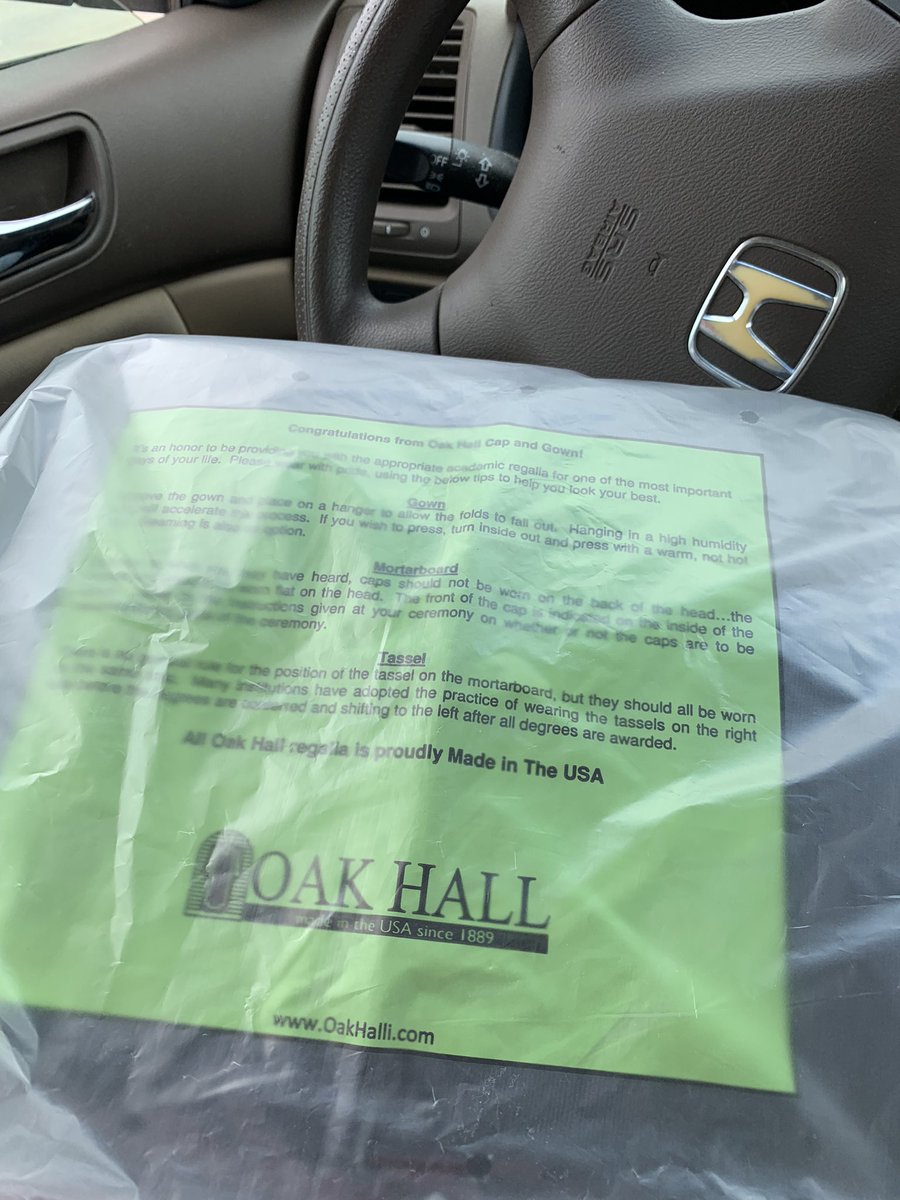 OFF
SRS
AIRBAG
Congratulations from Oak Hall Cap and Gown!
It's an honor to be providing you with the appropriate academic regalia for one of the most important
days of your life. Please wear with pride, using the below tips to help you look your best.
Gown
the gown and place on a hanger to allow the folds to fall out. Hanging in a high humidity
will accelerate the process. If you wish to press, turn inside out and press with a warm, not hot
steaming is also option.
Mortarboard
have heard, caps should not be worn on the back of the head...the
flat on the head. The front of the cap is indicated on the inside of the
instructions given at your ceremony on whether or not the caps are to be
the ceremony.
Tassel
rule for the position of the tassel on the mortarboard, but they should all be worn
Many institutions have adopted the practice of wearing the tassels on the right
degrees are conferred and shifting to the left after all degrees are awarded.
All Oak Hall regalia is proudly Made in The USA
OAK HALL
made in the USA since 1889
www.OakHalli.com